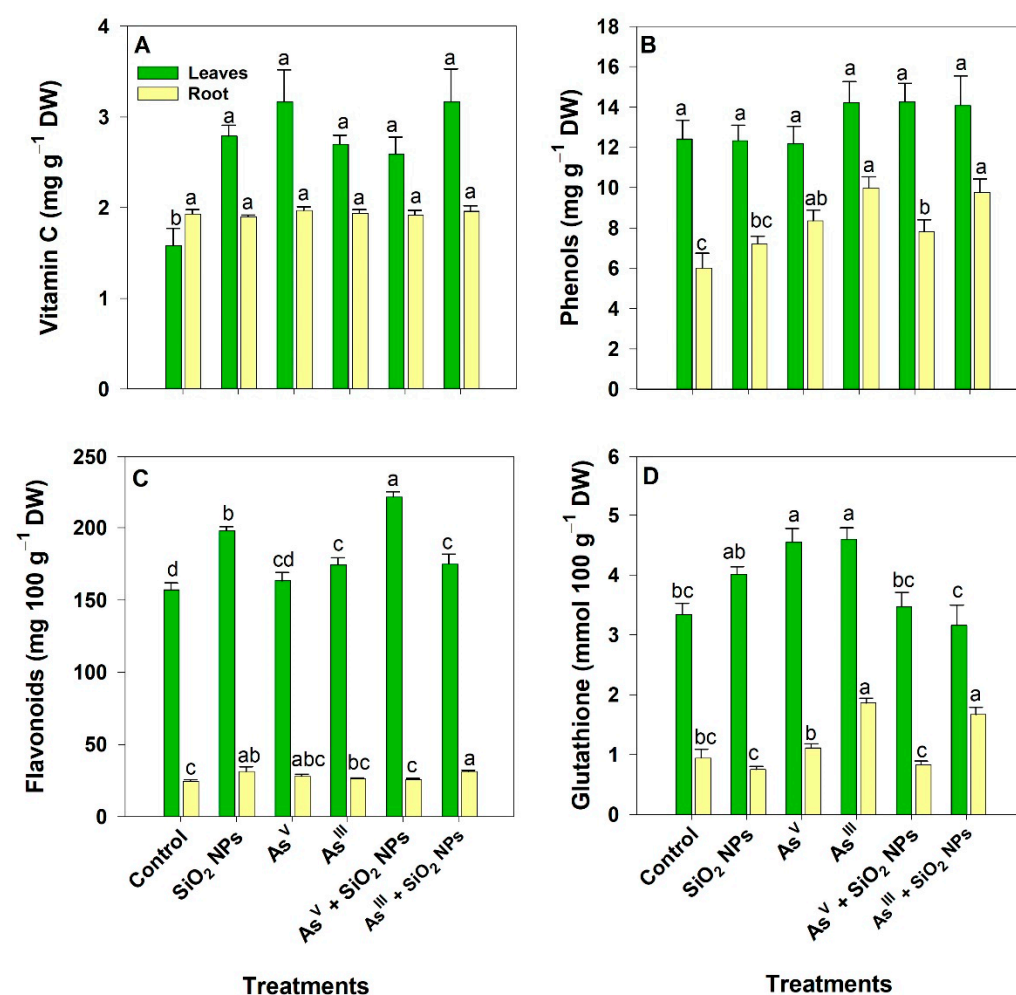 A
Leaves
Root
Vitamin C (mg g⁻¹ DW)
4
3
2
1
0
b a
a a
a a
a a
a a
a a
B
Phenols (mg g⁻¹ DW)
18
16
14
12
10
8
6
4
2
0
a c
a bc
a ab
a a
a b
a a
C
Flavonoids (mg 100 g⁻¹ DW)
250
200
150
100
50
0
d c
b ab
cd abc
c bc
a c
c a
Control
SiO₂ NPs
Asⱽ
Asᴵᴵᴵ
Asⱽ + SiO₂ NPs
Asᴵᴵᴵ + SiO₂ NPs
Treatments
D
Glutathione (mmol 100 g⁻¹ DW)
6
5
4
3
2
1
0
bc bc
ab c
a b
a a
bc c
c a
Control
SiO₂ NPs
Asⱽ
Asᴵᴵᴵ
Asⱽ + SiO₂ NPs
Asᴵᴵᴵ + SiO₂ NPs
Treatments